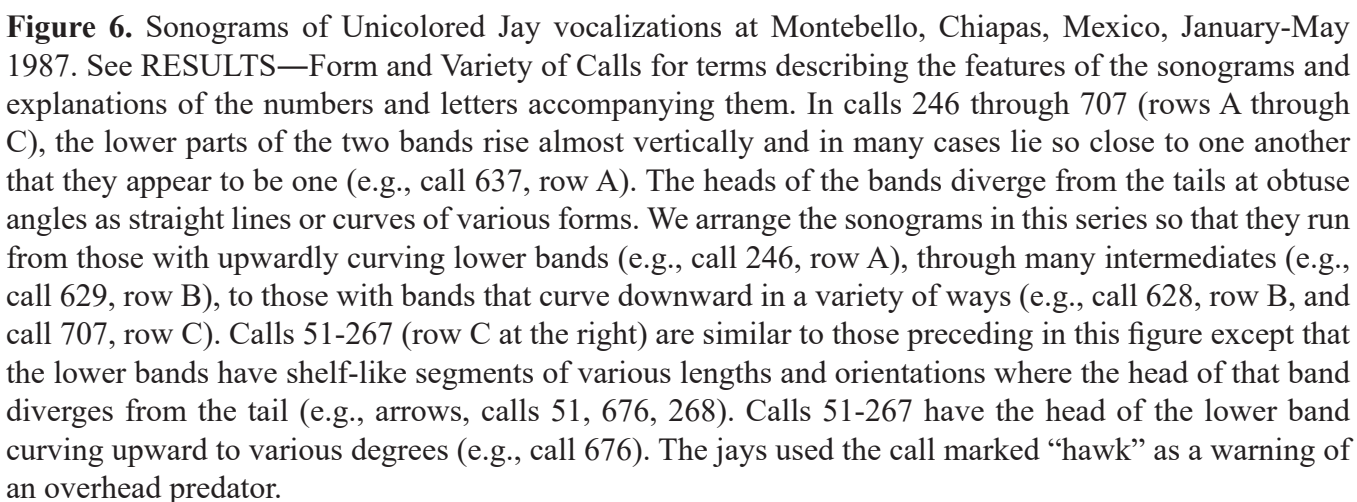 Figure 6. Sonograms of Unicolored Jay vocalizations at Montebello, Chiapas, Mexico, January-May
1987. See RESULTS—Form and Variety of Calls for terms describing the features of the sonograms and
explanations of the numbers and letters accompanying them. In calls 246 through 707 (rows A through
C), the lower parts of the two bands rise almost vertically and in many cases lie so close to one another
that they appear to be one (e.g., call 637, row A). The heads of the bands diverge from the tails at obtuse
angles as straight lines or curves of various forms. We arrange the sonograms in this series so that they run
from those with upwardly curving lower bands (e.g., call 246, row A), through many intermediates (e.g.,
call 629, row B), to those with bands that curve downward in a variety of ways (e.g., call 628, row B, and
call 707, row C). Calls 51-267 (row C at the right) are similar to those preceding in this figure except that
the lower bands have shelf-like segments of various lengths and orientations where the head of that band
diverges from the tail (e.g., arrows, calls 51, 676, 268). Calls 51-267 have the head of the lower band
curving upward to various degrees (e.g., call 676). The jays used the call marked “hawk” as a warning of
an overhead predator.